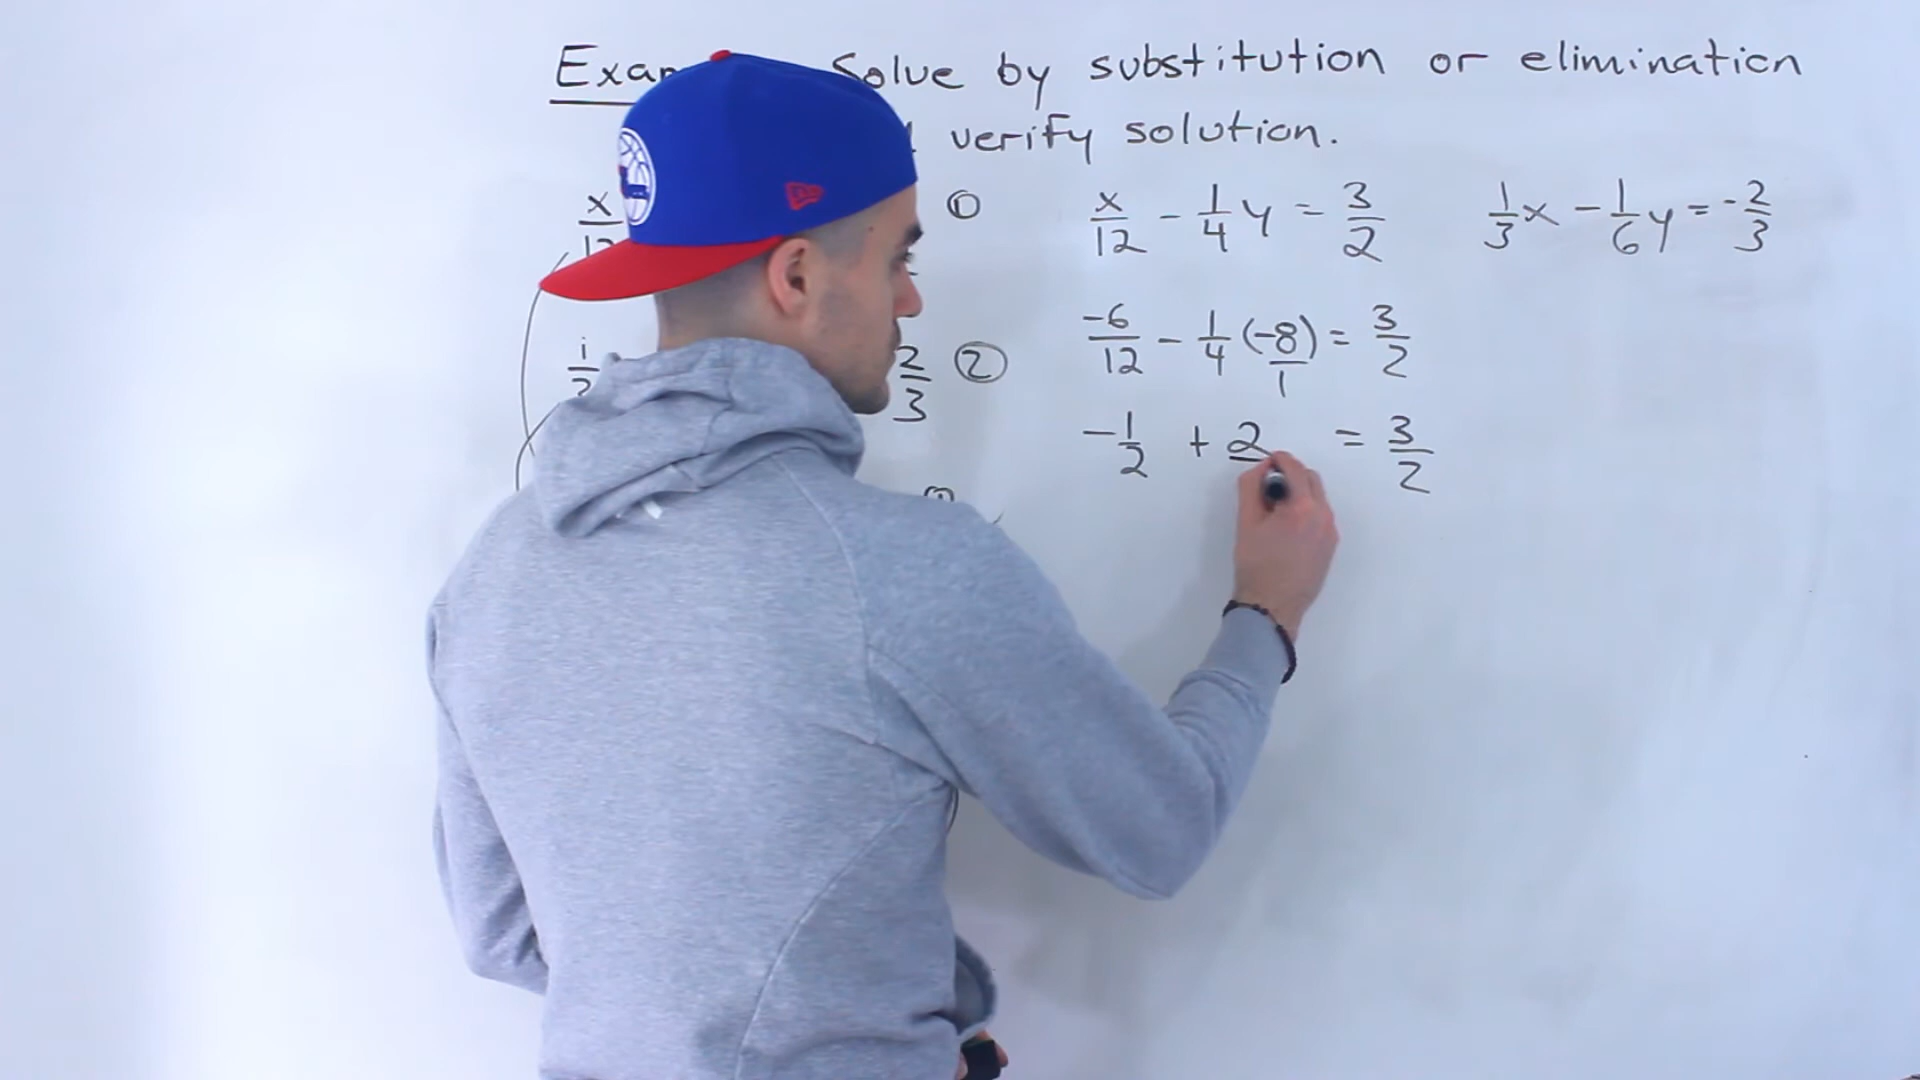 Solve by substitution or elimination
verify solution.
x/12 ①
x/12 - 1/4 y = 3/2
1/3 x - 1/6 y = -2/3
2/3 ②
-6/12 - 1/4 (-8/1) = 3/2
-1/2 + 2 = 3/2